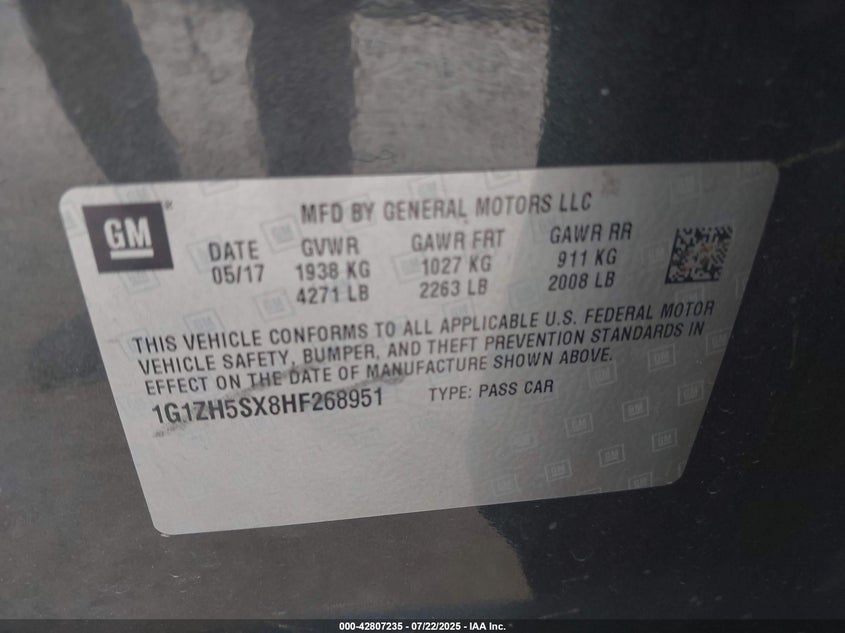 GM
MFD BY GENERAL MOTORS LLC
DATE GVWR GAWR FRT GAWR RR
05/17 1938 KG 1027 KG 911 KG
4271 LB 2263 LB 2008 LB
THIS VEHICLE CONFORMS TO ALL APPLICABLE U.S. FEDERAL MOTOR
VEHICLE SAFETY, BUMPER, AND THEFT PREVENTION STANDARDS IN
EFFECT ON THE DATE OF MANUFACTURE SHOWN ABOVE.
1G1ZH5SX8HF268951 TYPE: PASS CAR
000-42807235 - 07/22/2025 - IAA Inc.